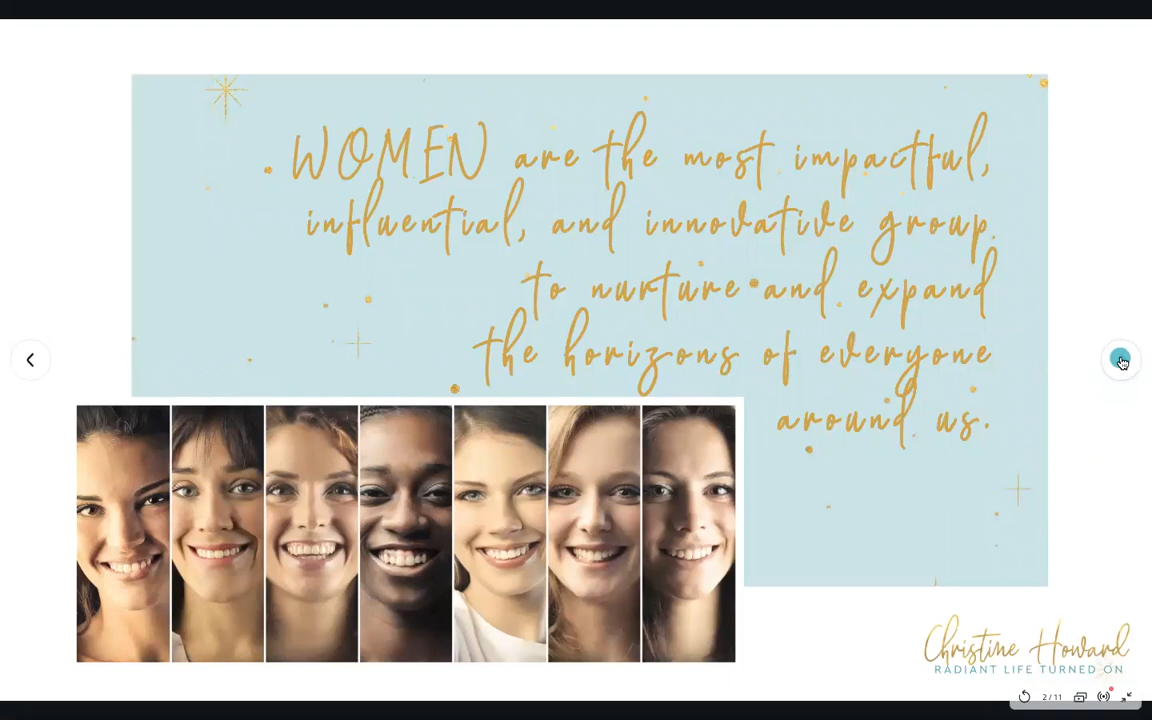 WOMEN are the most impactful,
influential, and innovative group
to nurture and expand
the horizons of everyone
around us.
Christine Howard
RADIANT LIFE TURNED ON
2/11